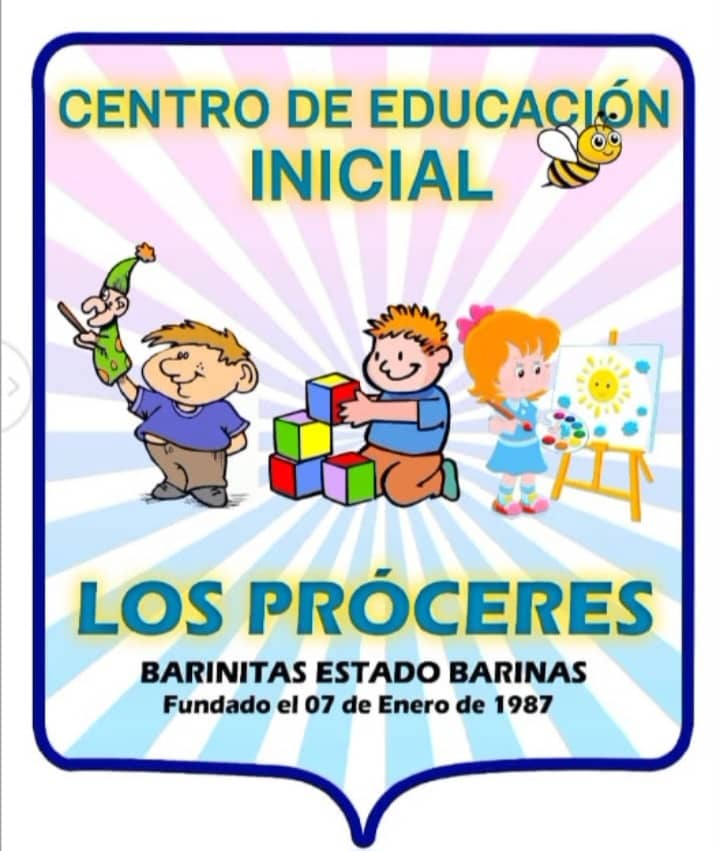 CENTRO DE EDUCACIÓN
INICIAL
LOS PRÓCERES
BARINITAS ESTADO BARINAS
Fundado el 07 de Enero de 1987